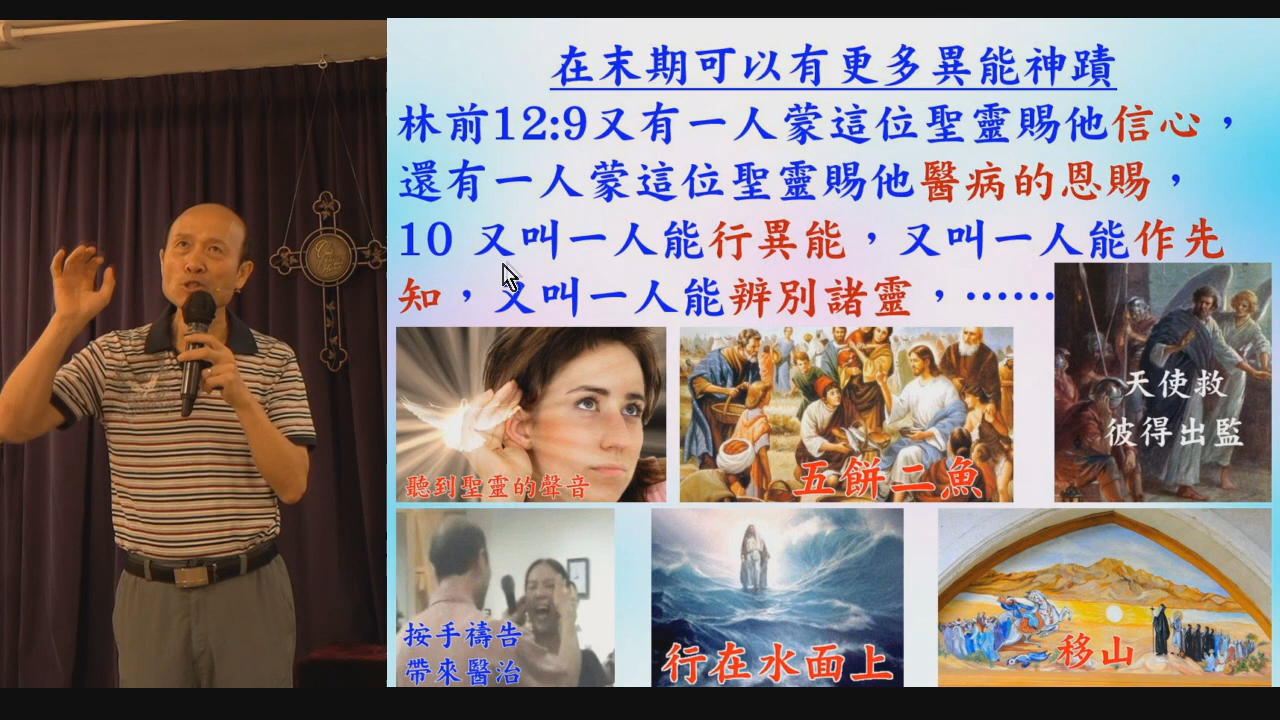 在末期可以有更多異能神蹟
林前12:9又有一人蒙這位聖靈賜他信心，
還有一人蒙這位聖靈賜他醫病的恩賜，
10 又叫一人能行異能，又叫一人能作先
知，又叫一人能辨別諸靈，⋯⋯
聽到聖靈的聲音
五餅二魚
天使救
彼得出監
按手禱告
帶來醫治
行在水面上
移山